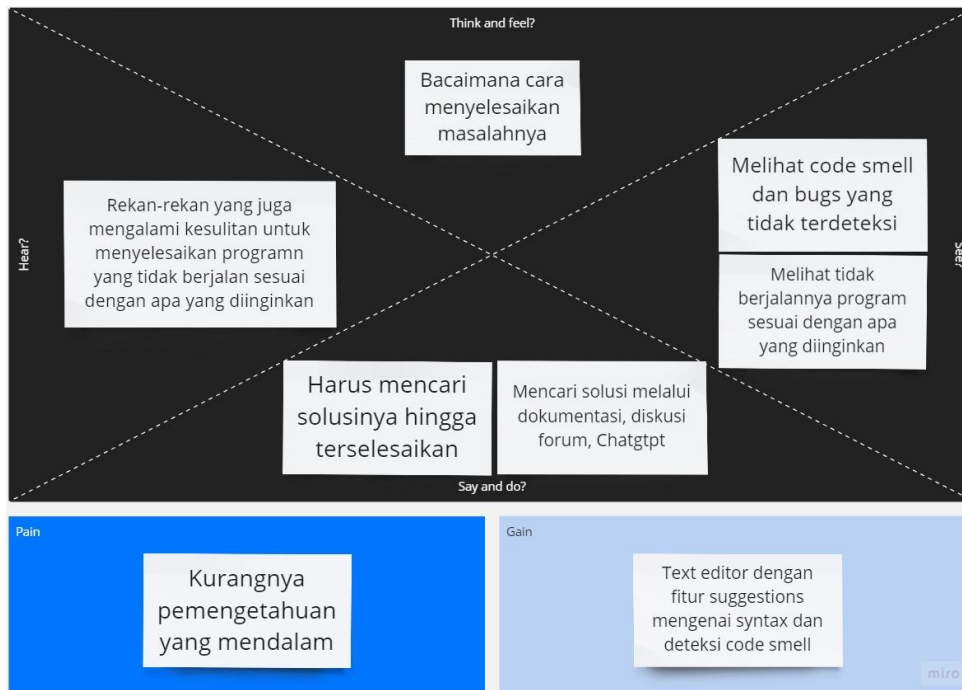 Think and feel?
Bacaimana cara
menyelesaikan
masalahnya
Hear?
Rekan-rekan yang juga
mengalami kesulitan untuk
menyelesaikan programn
yang tidak berjalan sesuai
dengan apa yang diinginkan
Melihat code smell
dan bugs yang
tidak terdeteksi
See?
Melihat tidak
berjalannya program
sesuai dengan apa
yang diinginkan
Harus mencari
solusinya hingga
terselesaikan
Mencari solusi melalui
dokumentasi, diskusi
forum, Chatgtpt
Say and do?
Pain
Kurangnya
pemengetahuan
yang mendalam
Gain
Text editor dengan
fitur suggestions
mengenai syntax dan
deteksi code smell
miro